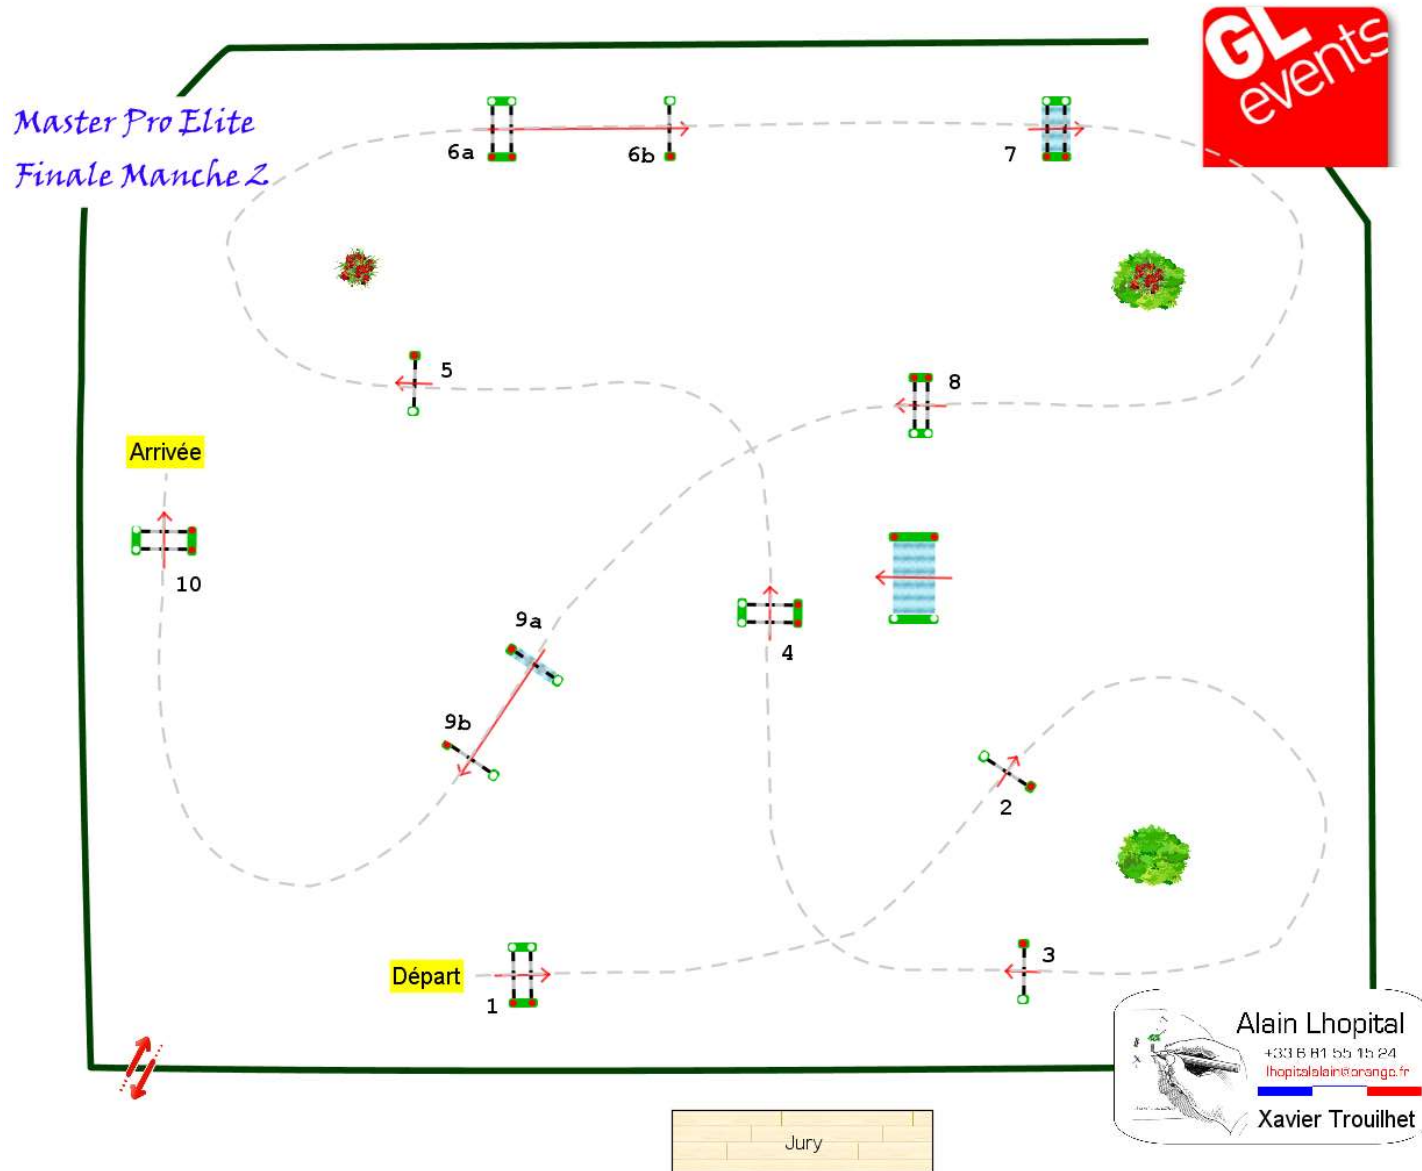 GL
events
Master Pro Elite
Finale Manche 2
6a
6b
7
5
8
Arrivée
10
9a
4
9b
2
Départ
1
3
Alain Lhopital
+33 6 81 55 15 24
lhopitalalain@orange.fr
Xavier Trouilhet
Jury